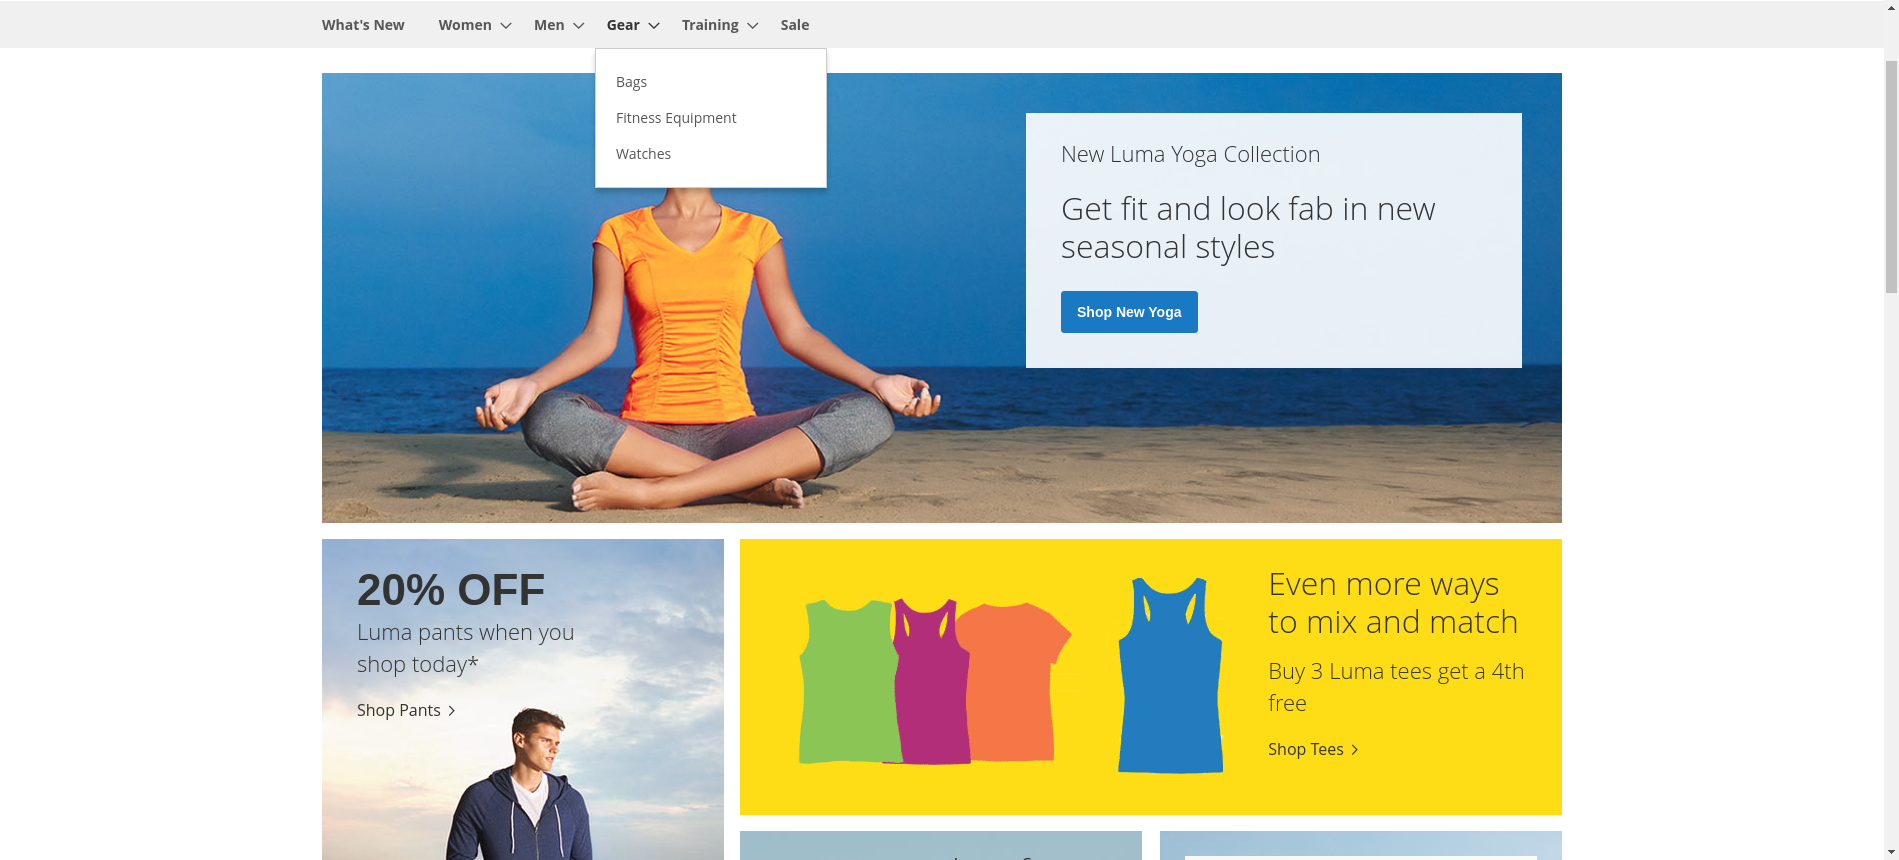 What's New
Women
Men
Gear
Training
Sale
Bags
Fitness Equipment
Watches
New Luma Yoga Collection
Get fit and look fab in new
seasonal styles
Shop New Yoga
20% OFF
Luma pants when you
shop today*
Shop Pants
Even more ways
to mix and match
Buy 3 Luma tees get a 4th
free
Shop Tees